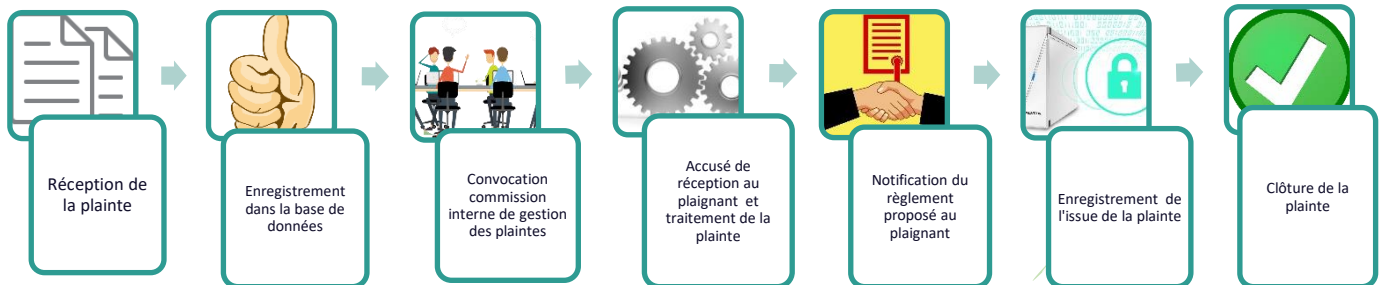 Réception de
la plainte
Enregistrement
dans la base de
données
Convocation
commission
interne de gestion
des plaintes
Accusé de
réception au
plaignant et
traitement de la
plainte
Notification du
règlement
proposé au
plaignant
Enregistrement de
l'issue de la plainte
Clôture de la
plainte